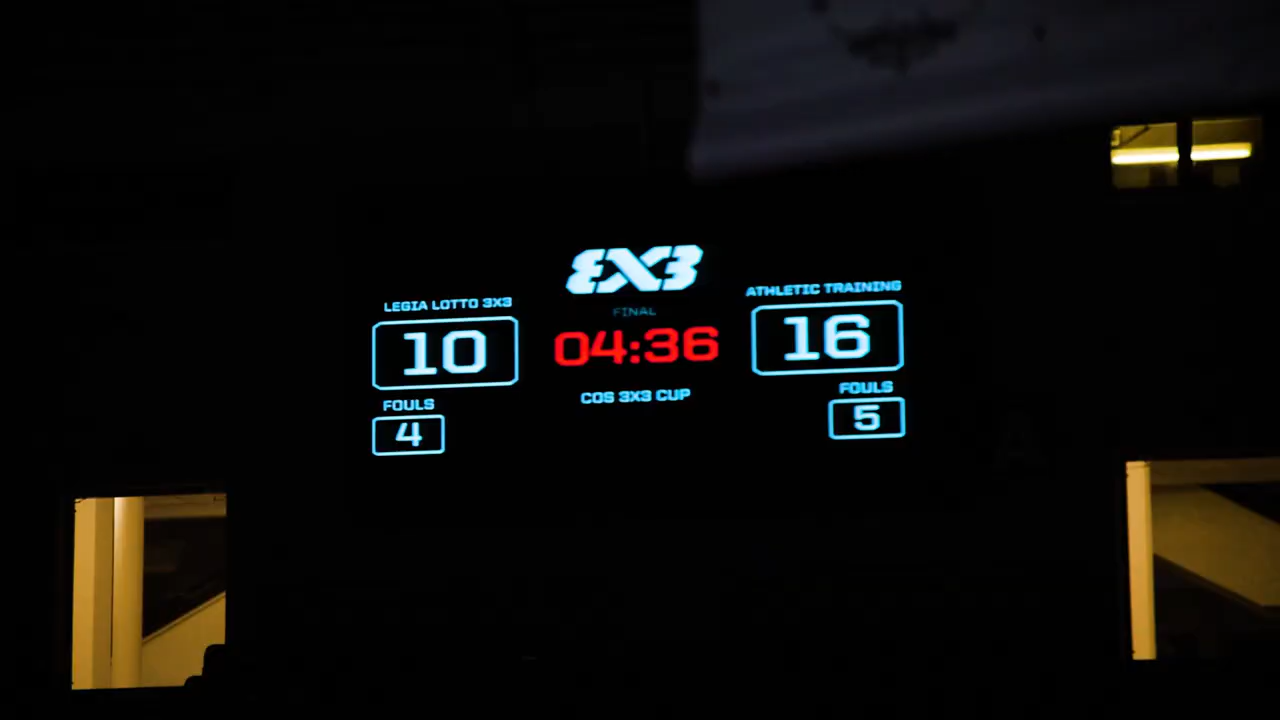 3X3
LEGIA LOTTO 3X3
10
FOULS
4
FINAL
04:36
COS 3X3 CUP
ATHLETIC TRAINING
16
FOULS
5